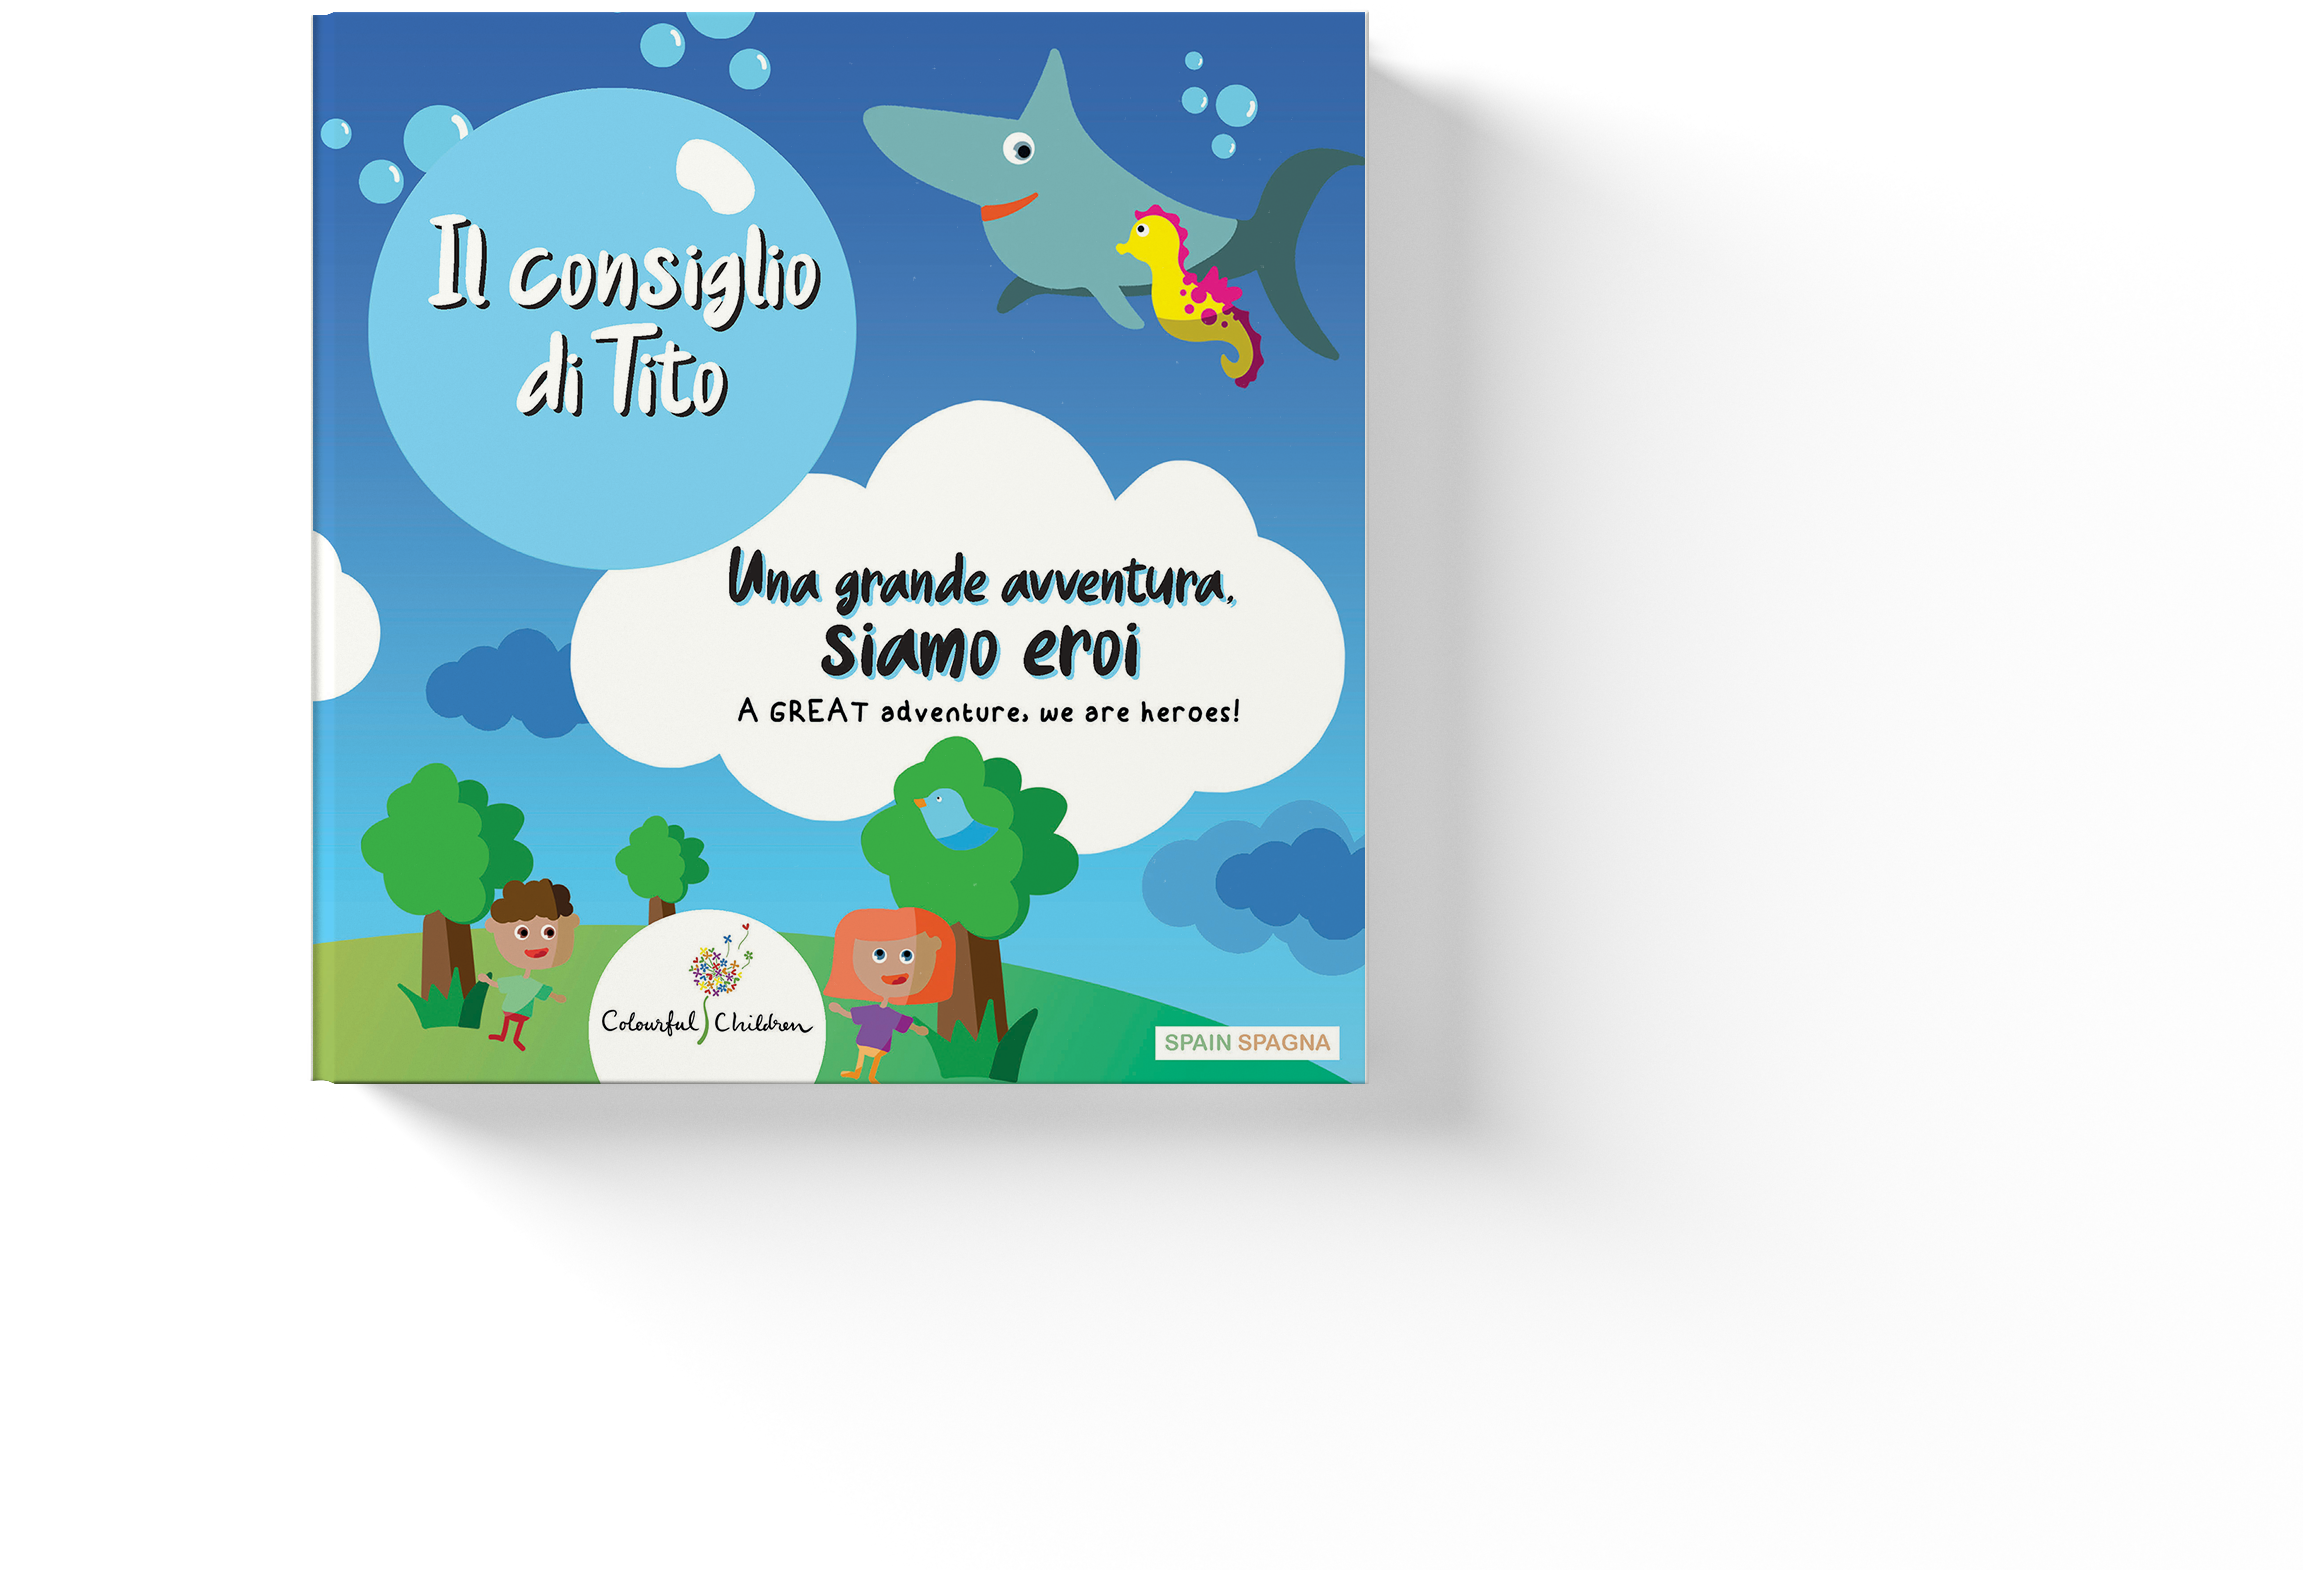 Il consiglio
di Tito
Una grande avventura,
siamo eroi
A GREAT adventure, we are heroes!
Colourful Children
SPAIN SPAGNA